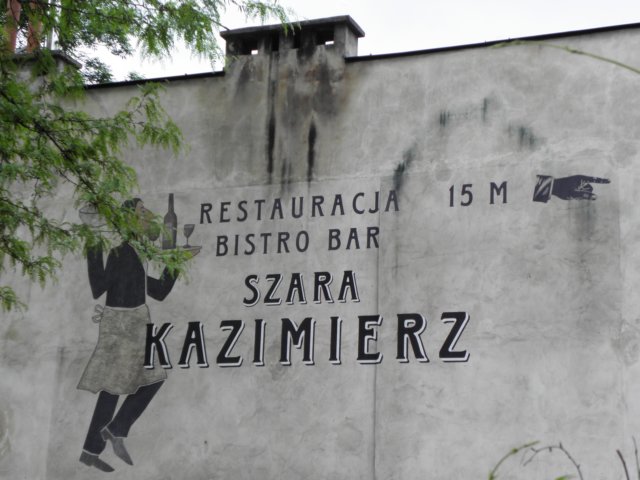 RESTAURACJA 15 M
BISTRO BAR
SZARA
KAZIMIERZ